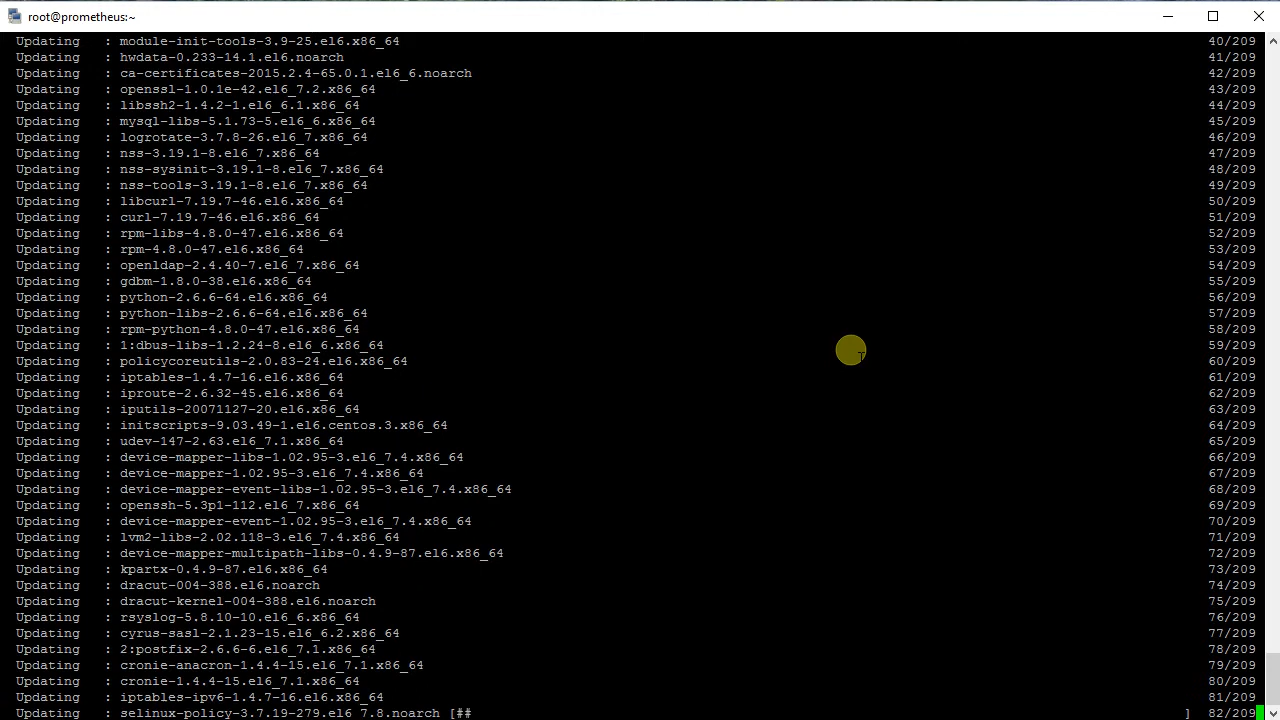 root@prometheus:~
Updating : module-init-tools-3.9-25.el6.x86_64 40/209
Updating : hwdata-0.233-14.1.el6.noarch 41/209
Updating : ca-certificates-2015.2.4-65.0.1.el6_6.noarch 42/209
Updating : openssl-1.0.1e-42.el6_7.2.x86_64 43/209
Updating : libssh2-1.4.2-1.el6_6.1.x86_64 44/209
Updating : mysql-libs-5.1.73-5.el6_6.x86_64 45/209
Updating : logrotate-3.7.8-26.el6_7.x86_64 46/209
Updating : nss-3.19.1-8.el6_7.x86_64 47/209
Updating : nss-sysinit-3.19.1-8.el6_7.x86_64 48/209
Updating : nss-tools-3.19.1-8.el6_7.x86_64 49/209
Updating : libcurl-7.19.7-46.el6.x86_64 50/209
Updating : curl-7.19.7-46.el6.x86_64 51/209
Updating : rpm-libs-4.8.0-47.el6.x86_64 52/209
Updating : rpm-4.8.0-47.el6.x86_64 53/209
Updating : openldap-2.4.40-7.el6_7.x86_64 54/209
Updating : gdbm-1.8.0-38.el6.x86_64 55/209
Updating : python-2.6.6-64.el6.x86_64 56/209
Updating : python-libs-2.6.6-64.el6.x86_64 57/209
Updating : rpm-python-4.8.0-47.el6.x86_64 58/209
Updating : 1:dbus-libs-1.2.24-8.el6_6.x86_64 59/209
Updating : policycoreutils-2.0.83-24.el6.x86_64 60/209
Updating : iptables-1.4.7-16.el6.x86_64 61/209
Updating : iproute-2.6.32-45.el6.x86_64 62/209
Updating : iputils-20071127-20.el6.x86_64 63/209
Updating : initscripts-9.03.49-1.el6.centos.3.x86_64 64/209
Updating : udev-147-2.63.el6_7.1.x86_64 65/209
Updating : device-mapper-libs-1.02.95-3.el6_7.4.x86_64 66/209
Updating : device-mapper-1.02.95-3.el6_7.4.x86_64 67/209
Updating : device-mapper-event-libs-1.02.95-3.el6_7.4.x86_64 68/209
Updating : openssh-5.3p1-112.el6_7.x86_64 69/209
Updating : device-mapper-event-1.02.95-3.el6_7.4.x86_64 70/209
Updating : lvm2-libs-2.02.118-3.el6_7.4.x86_64 71/209
Updating : device-mapper-multipath-libs-0.4.9-87.el6.x86_64 72/209
Updating : kpartx-0.4.9-87.el6.x86_64 73/209
Updating : dracut-004-388.el6.noarch 74/209
Updating : dracut-kernel-004-388.el6.noarch 75/209
Updating : rsyslog-5.8.10-10.el6_6.x86_64 76/209
Updating : cyrus-sasl-2.1.23-15.el6_6.2.x86_64 77/209
Updating : 2:postfix-2.6.6-6.el6_7.1.x86_64 78/209
Updating : cronie-anacron-1.4.4-15.el6_7.1.x86_64 79/209
Updating : cronie-1.4.4-15.el6_7.1.x86_64 80/209
Updating : iptables-ipv6-1.4.7-16.el6.x86_64 81/209
Updating : selinux-policy-3.7.19-279.el6_7.8.noarch [## ] 82/209